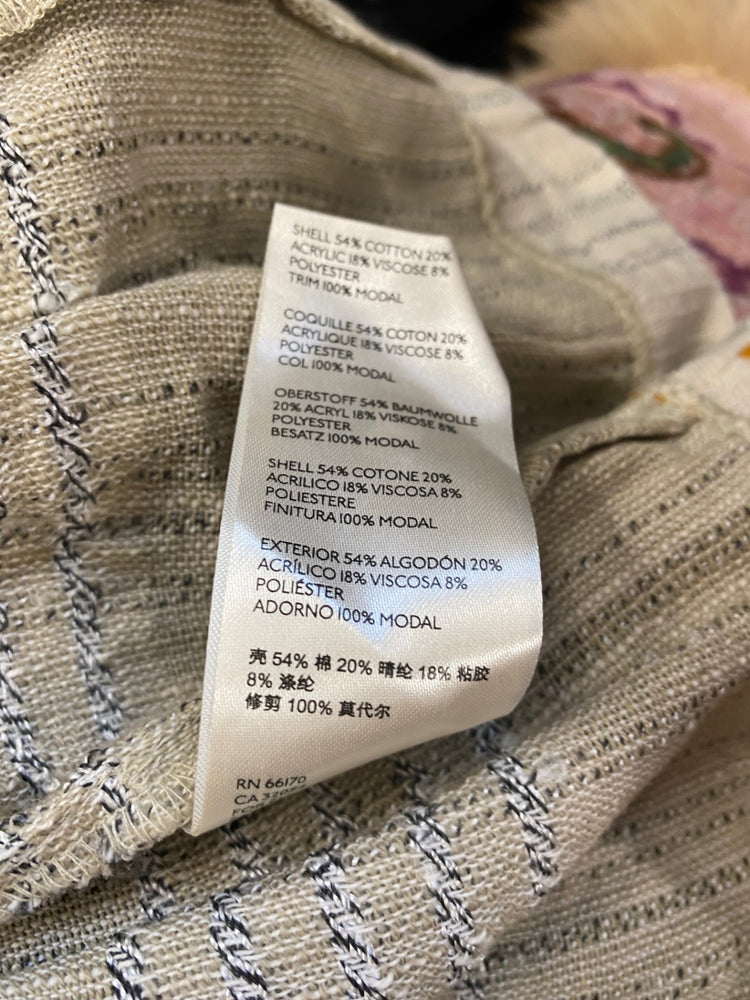 SHELL 54% COTTON 20%
ACRYLIC 18% VISCOSE 8%
POLYESTER
TRIM 100% MODAL
COQUILLE 54% COTON 20%
ACRYLIQUE 18% VISCOSE 8%
POLYESTER
COL 100% MODAL
OBERSTOFF 54% BAUMWOLLE
20% ACRYL 18% VISKOSE 8%
POLYESTER
BESATZ 100% MODAL
SHELL 54% COTONE 20%
ACRILICO 18% VISCOSA 8%
POLIESTERE
FINITURA 100% MODAL
EXTERIOR 54% ALGODÓN 20%
ACRÍLICO 18% VISCOSA 8%
POLIÉSTER
ADORNO 100% MODAL
壳 54% 棉 20% 晴纶 18% 粘胶
8% 涤纶
修剪 100% 莫代尔
RN 66170
CA